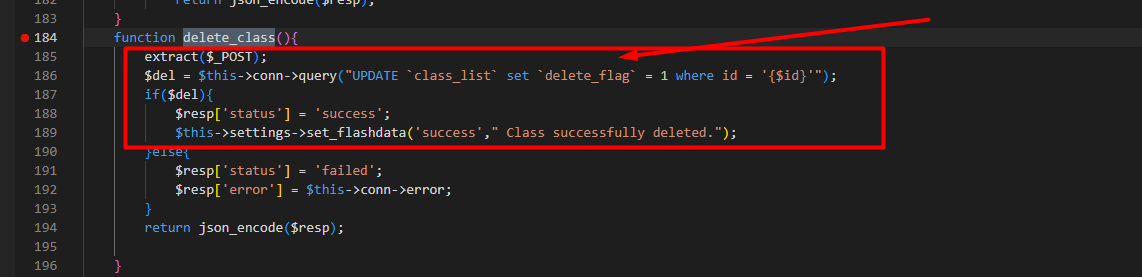 182 return json_encode($resp);
183 }
184 function delete_class(){
185 extract($_POST);
186 $del = $this->conn->query("UPDATE `class_list` set `delete_flag` = 1 where id = '{$id}'");
187 if($del){
188 $resp['status'] = 'success';
189 $this->settings->set_flashdata('success'," Class successfully deleted.");
190 }else{
191 $resp['status'] = 'failed';
192 $resp['error'] = $this->conn->error;
193 }
194 return json_encode($resp);
195
196 }